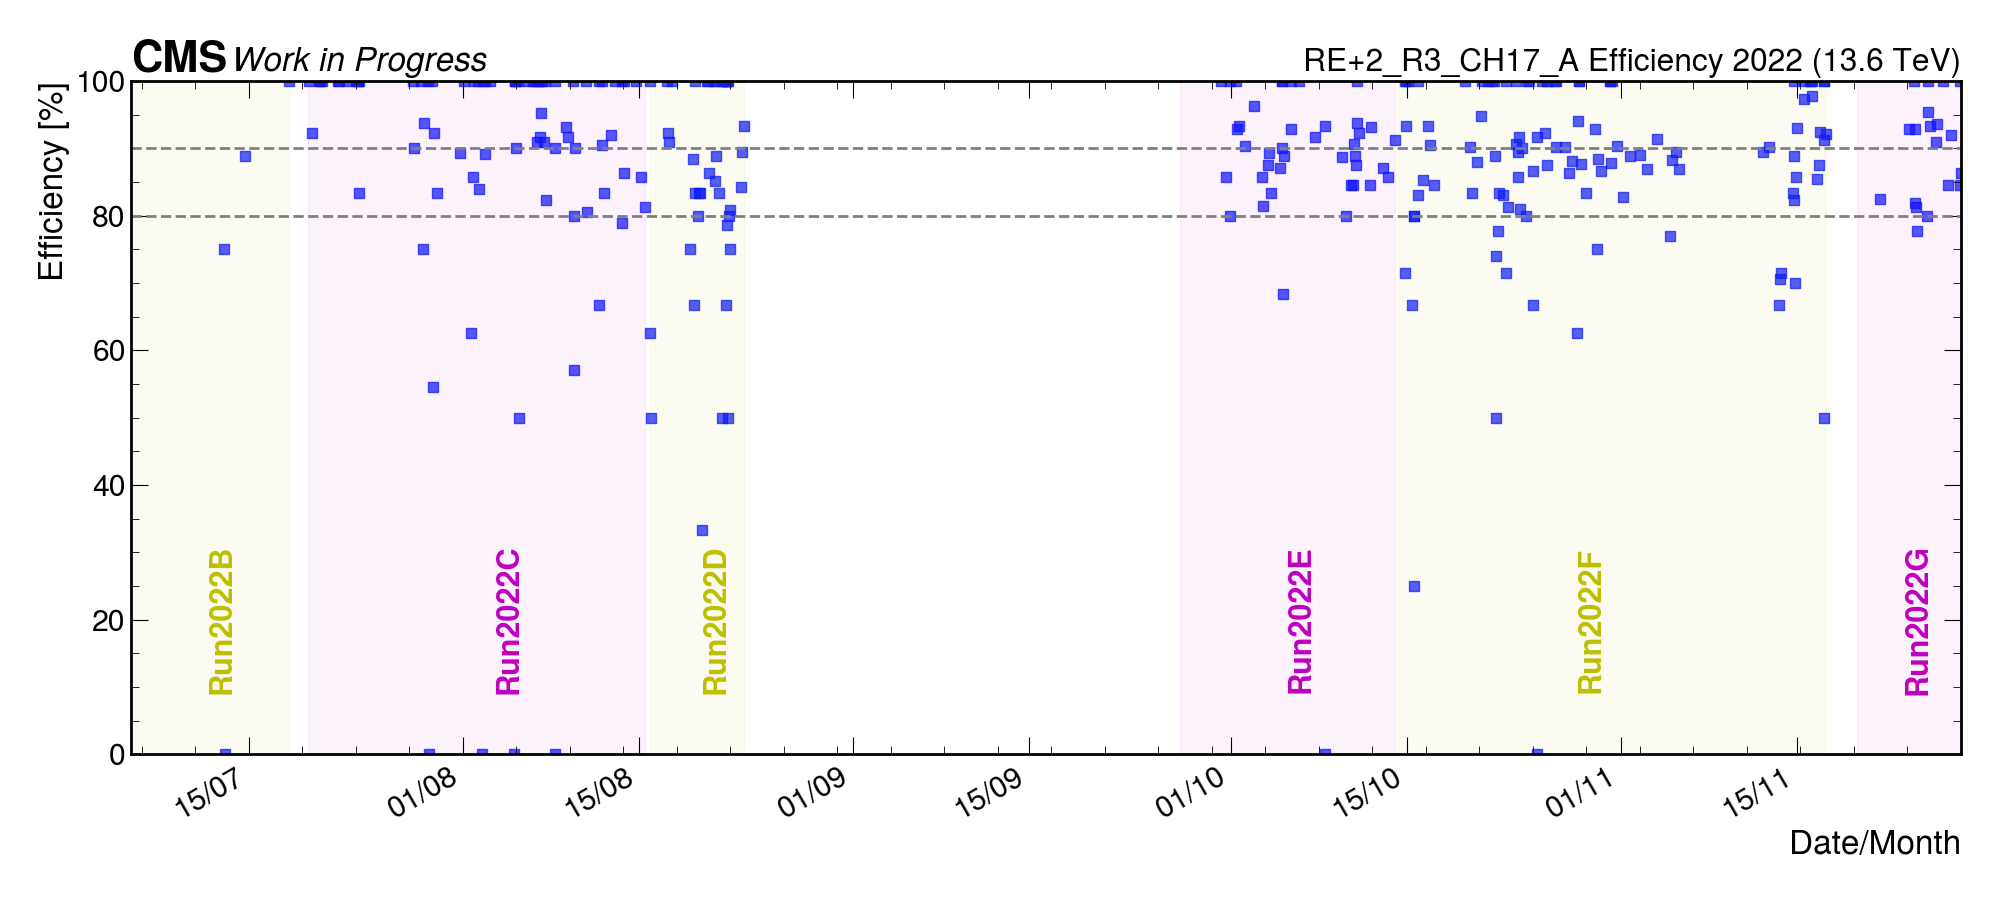 CMS Work in Progress
RE+2_R3_CH17_A Efficiency 2022 (13.6 TeV)
Efficiency [%]
100
80
60
40
20
0
Run2022B
Run2022C
Run2022D
Run2022E
Run2022F
Run2022G
15/07
01/08
15/08
01/09
15/09
01/10
15/10
01/11
15/11
Date/Month